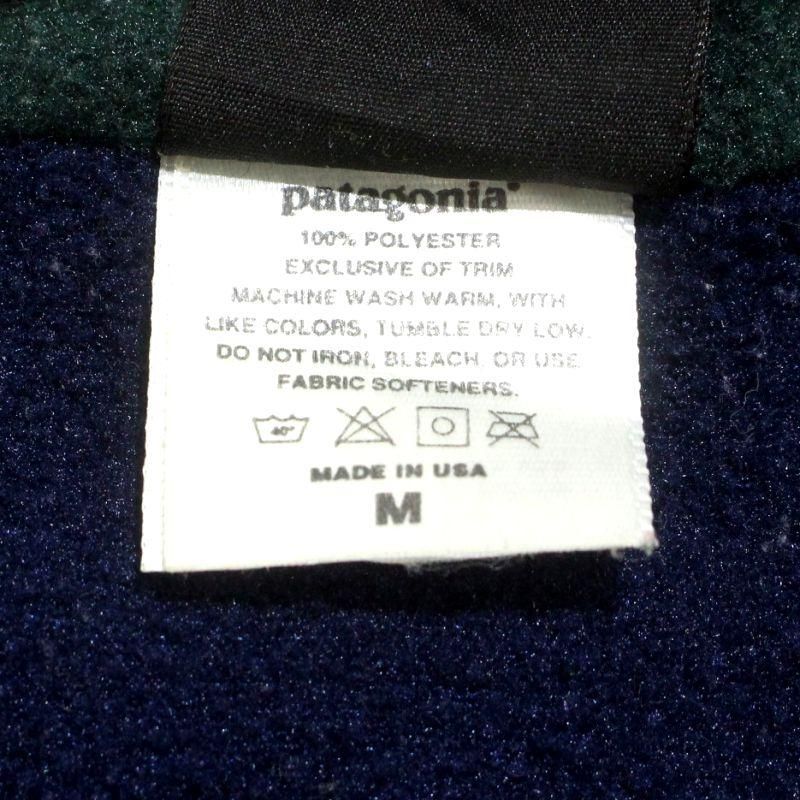 patagonia®
100% POLYESTER
EXCLUSIVE OF TRIM
MACHINE WASH WARM, WITH
LIKE COLORS, TUMBLE DRY LOW.
DO NOT IRON, BLEACH, OR USE
FABRIC SOFTENERS.
40°
MADE IN USA
M